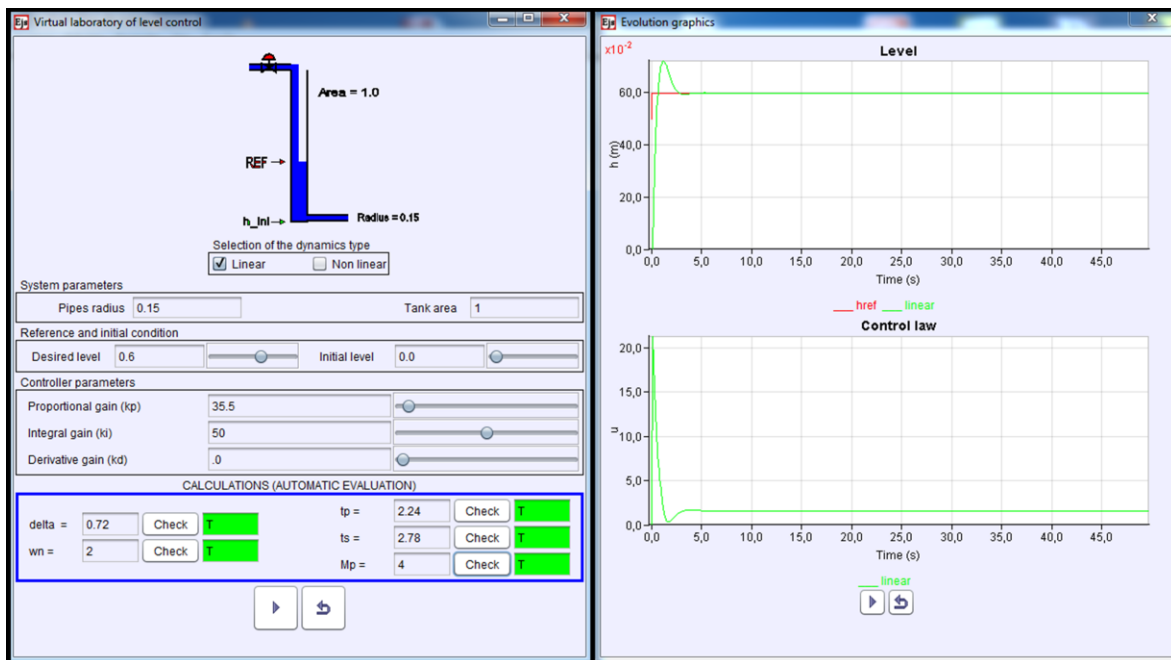 Ejs Virtual laboratory of level control
Area = 1.0
REF
h_ini
Radius = 0.15
Selection of the dynamics type
Linear Non linear
System parameters
Pipes radius 0.15 Tank area 1
Reference and initial condition
Desired level 0.6 Initial level 0.0
Controller parameters
Proportional gain (kp) 35.5
Integral gain (ki) 50
Derivative gain (kd) .0
CALCULATIONS (AUTOMATIC EVALUATION)
delta = 0.72 Check T
wn = 2 Check T
tp = 2.24 Check T
ts = 2.78 Check T
Mp = 4 Check T
Ejs Evolution graphics
Level
x10-2
60,0
40,0
20,0
0,0
h (m)
0,0 5,0 10,0 15,0 20,0 25,0 30,0 35,0 40,0 45,0
Time (s)
href linear
Control law
20,0
15,0
10,0
5,0
0,0
u
0,0 5,0 10,0 15,0 20,0 25,0 30,0 35,0 40,0 45,0
Time (s)
linear